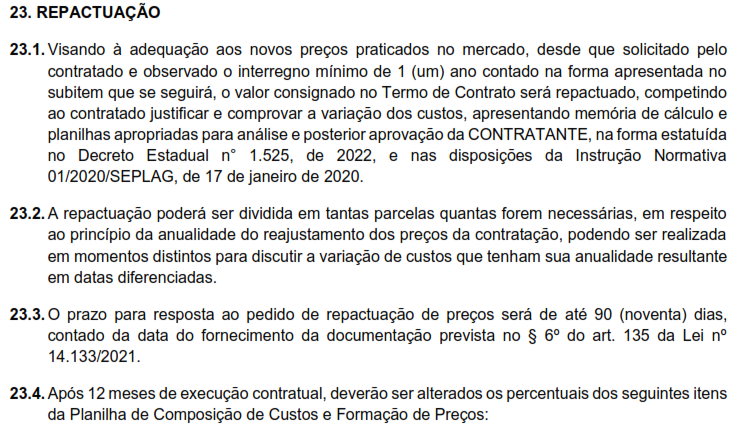 23. REPACTUAÇÃO
23.1. Visando à adequação aos novos preços praticados no mercado, desde que solicitado pelo
contratado e observado o interregno mínimo de 1 (um) ano contado na forma apresentada no
subitem que se seguirá, o valor consignado no Termo de Contrato será repactuado, competindo
ao contratado justificar e comprovar a variação dos custos, apresentando memória de cálculo e
planilhas apropriadas para análise e posterior aprovação da CONTRATANTE, na forma estatuída
no Decreto Estadual n° 1.525, de 2022, e nas disposições da Instrução Normativa
01/2020/SEPLAG, de 17 de janeiro de 2020.
23.2. A repactuação poderá ser dividida em tantas parcelas quantas forem necessárias, em respeito
ao princípio da anualidade do reajustamento dos preços da contratação, podendo ser realizada
em momentos distintos para discutir a variação de custos que tenham sua anualidade resultante
em datas diferenciadas.
23.3. O prazo para resposta ao pedido de repactuação de preços será de até 90 (noventa) dias,
contado da data do fornecimento da documentação prevista no § 6º do art. 135 da Lei nº
14.133/2021.
23.4. Após 12 meses de execução contratual, deverão ser alterados os percentuais dos seguintes itens
da Planilha de Composição de Custos e Formação de Preços: